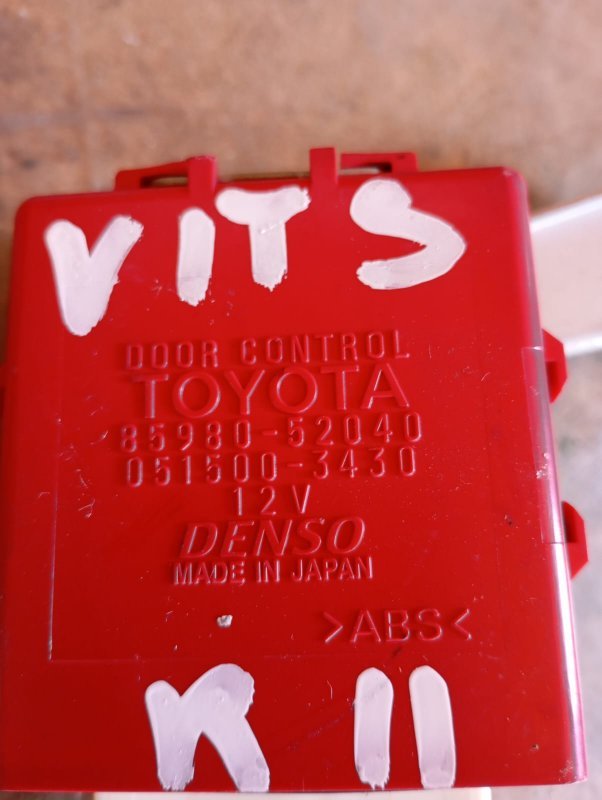 VITS
DOOR CONTROL
TOYOTA
85980-52040
051500-3430
12V
DENSO
MADE IN JAPAN
>ABS<
K 11